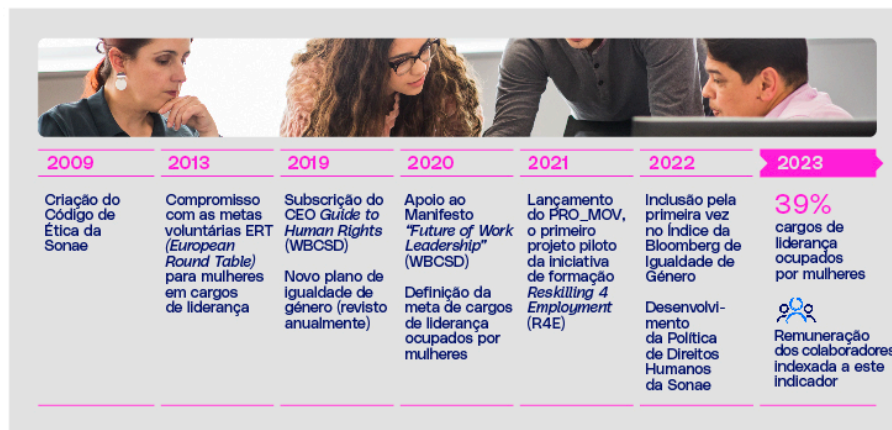 2009
Criação do
Código de
Ética da
Sonae
2013
Compromisso
com as metas
voluntárias ERT
(European
Round Table)
para mulheres
em cargos
de liderança
2019
Subscrição do
CEO Guide to
Human Rights
(WBCSD)
Novo plano de
igualdade de
género (revisto
anualmente)
2020
Apoio ao
Manifesto
“Future of Work
Leadership”
(WBCSD)
Definição da
meta de cargos
de liderança
ocupados por
mulheres
2021
Lançamento
do PRO_MOV,
o primeiro
projeto piloto
da iniciativa
de formação
Reskilling 4
Employment
(R4E)
2022
Inclusão pela
primeira vez
no Índice da
Bloomberg de
Igualdade de
Género
Desenvolvi-
mento
da Política
de Direitos
Humanos
da Sonae
2023
39%
cargos de
liderança
ocupados
por mulheres
Remuneração
dos colaboradores
indexada a este
indicador